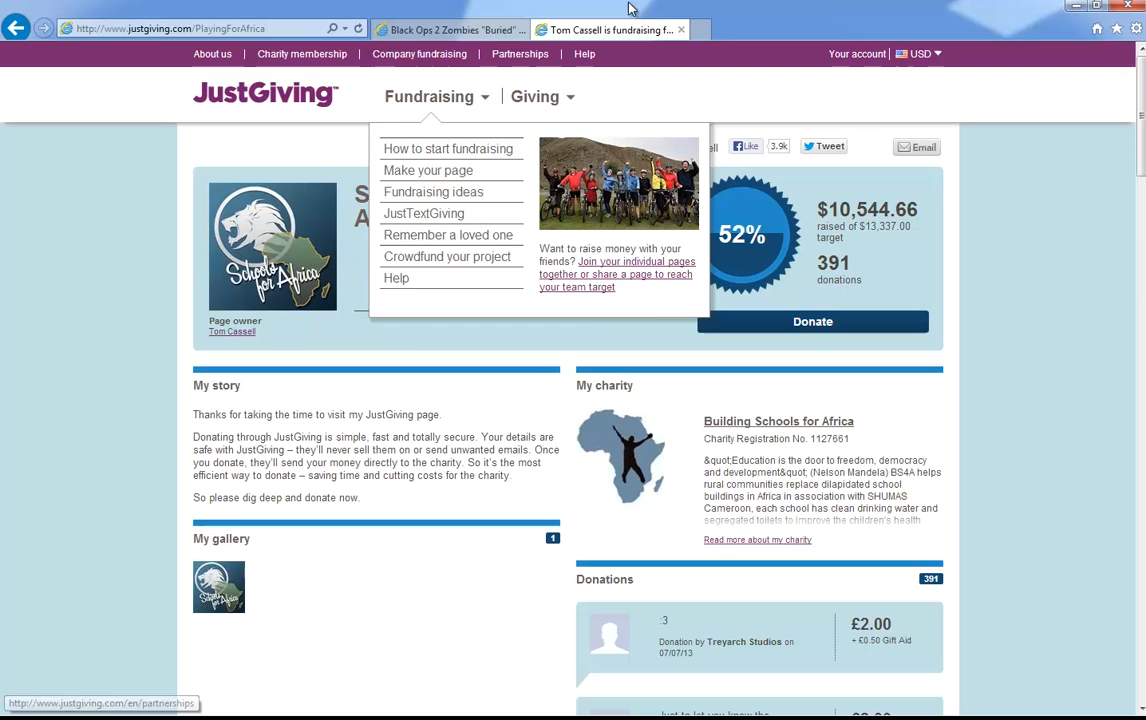 http://www.justgiving.com/PlayingForAfrica
Black Ops 2 Zombies "Buried" ...
Tom Cassell is fundraising f...
About us
Charity membership
Company fundraising
Partnerships
Help
Your account
USD
JustGiving™
Fundraising
Giving
How to start fundraising
Make your page
Fundraising ideas
JustTextGiving
Remember a loved one
Crowdfund your project
Help
Want to raise money with your
friends? Join your individual pages
together or share a page to reach
your team target
ell
Like
3.9k
Tweet
Email
S
A
Schools
for Africa
Page owner
Tom Cassell
52%
$10,544.66
raised of $13,337.00
target
391
donations
Donate
My story
Thanks for taking the time to visit my JustGiving page.
Donating through JustGiving is simple, fast and totally secure. Your details are
safe with JustGiving – they'll never sell them on or send unwanted emails. Once
you donate, they'll send your money directly to the charity. So it's the most
efficient way to donate – saving time and cutting costs for the charity.
So please dig deep and donate now.
My gallery
1
Schools
for Africa
My charity
Building Schools for Africa
Charity Registration No. 1127661
&quot;Education is the door to freedom, democracy
and development&quot; (Nelson Mandela) BS4A helps
rural communities replace dilapidated school
buildings in Africa in association with SHUMAS
Cameroon, each school has clean drinking water and
segregated toilets to improve the children's health
Read more about my charity
Donations
391
:3
Donation by Treyarch Studios on
07/07/13
£2.00
+ £0.50 Gift Aid
Just to let you know the
http://www.justgiving.com/en/partnerships